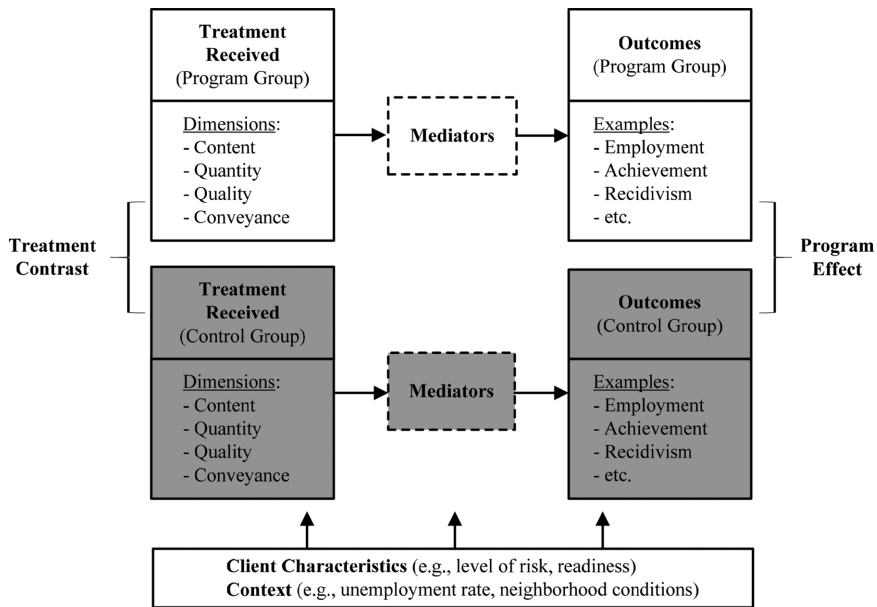 Treatment
Received
(Program Group)
Dimensions:
- Content
- Quantity
- Quality
- Conveyance
Mediators
Outcomes
(Program Group)
Examples:
- Employment
- Achievement
- Recidivism
- etc.
Treatment
Contrast
Program
Effect
Treatment
Received
(Control Group)
Dimensions:
- Content
- Quantity
- Quality
- Conveyance
Mediators
Outcomes
(Control Group)
Examples:
- Employment
- Achievement
- Recidivism
- etc.
Client Characteristics (e.g., level of risk, readiness)
Context (e.g., unemployment rate, neighborhood conditions)